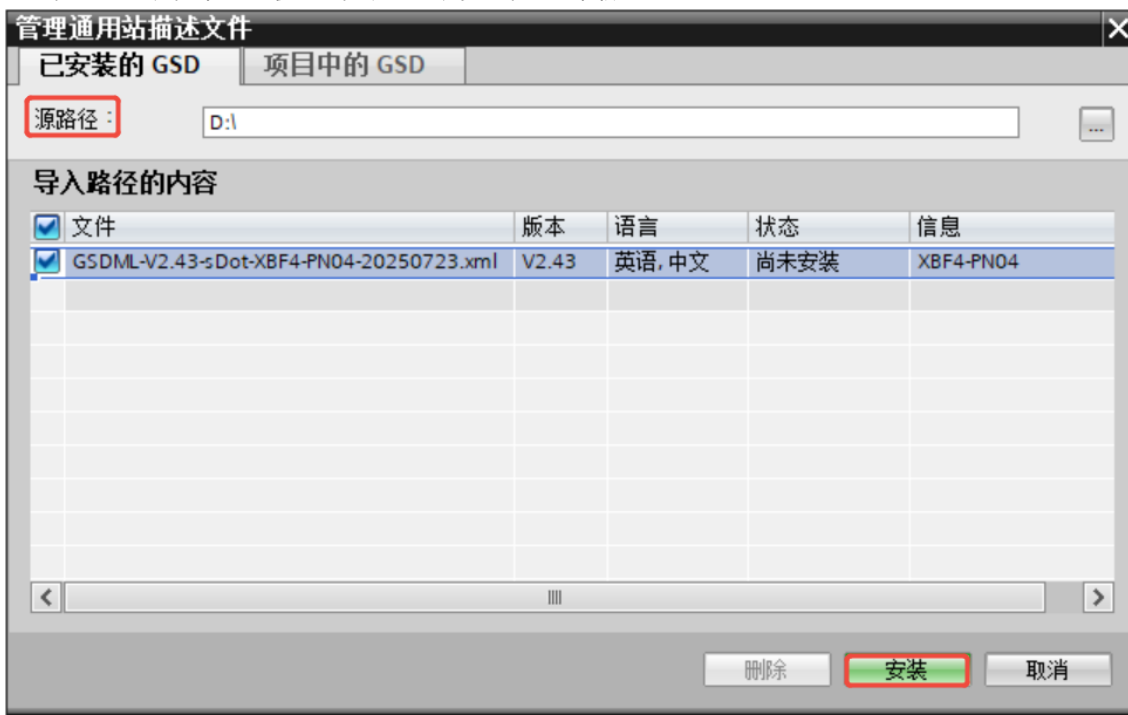 管理通用站描述文件
已安装的 GSD 项目中的 GSD
源路径： D:\ ...
导入路径的内容
文件 版本 语言 状态 信息
GSDML-V2.43-sDot-XBF4-PN04-20250723.xml V2.43 英语, 中文 尚未安装 XBF4-PN04
删除 安装 取消